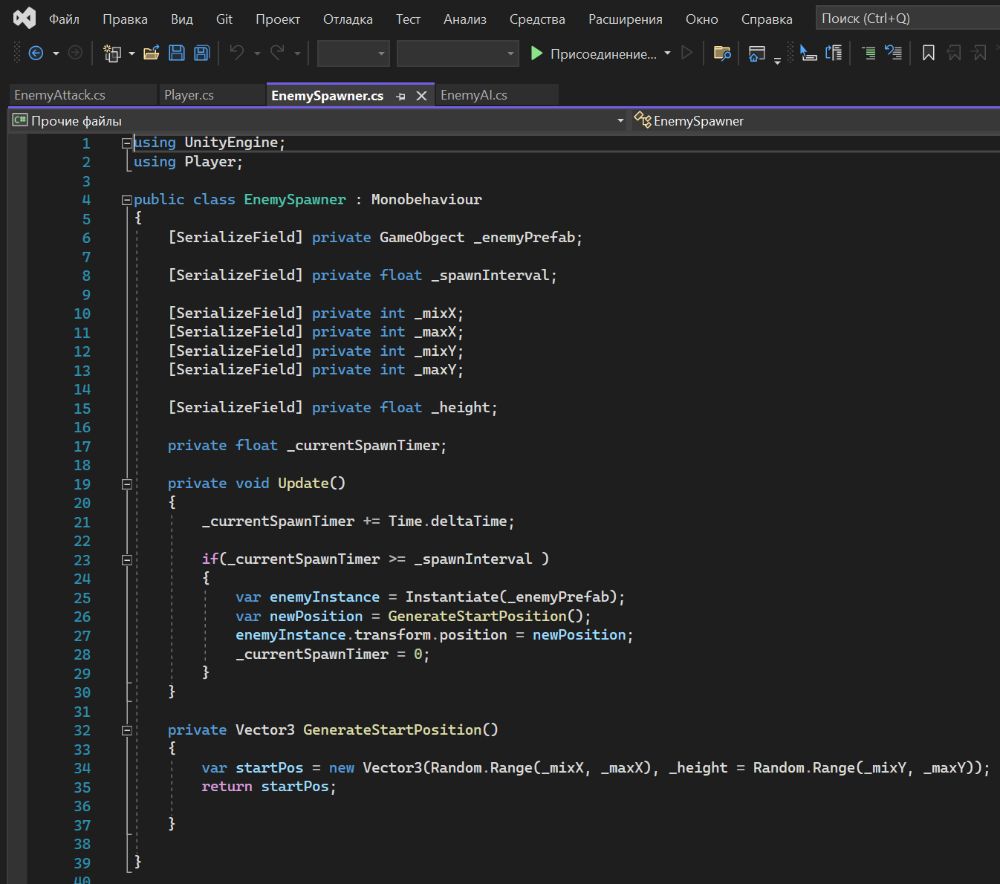 Файл Правка Вид Git Проект Отладка Тест Анализ Средства Расширения Окно Справка Поиск (Ctrl+Q)
Присоединение...
EnemyAttack.cs Player.cs EnemySpawner.cs EnemyAI.cs
C# Прочие файлы EnemySpawner
1 using UnityEngine;
2 using Player;
3
4 public class EnemySpawner : Monobehaviour
5 {
6 [SerializeField] private GameObgect _enemyPrefab;
7
8 [SerializeField] private float _spawnInterval;
9
10 [SerializeField] private int _mixX;
11 [SerializeField] private int _maxX;
12 [SerializeField] private int _mixY;
13 [SerializeField] private int _maxY;
14
15 [SerializeField] private float _height;
16
17 private float _currentSpawnTimer;
18
19 private void Update()
20 {
21 _currentSpawnTimer += Time.deltaTime;
22
23 if(_currentSpawnTimer >= _spawnInterval )
24 {
25 var enemyInstance = Instantiate(_enemyPrefab);
26 var newPosition = GenerateStartPosition();
27 enemyInstance.transform.position = newPosition;
28 _currentSpawnTimer = 0;
29 }
30 }
31
32 private Vector3 GenerateStartPosition()
33 {
34 var startPos = new Vector3(Random.Range(_mixX, _maxX), _height = Random.Range(_mixY, _maxY));
35 return startPos;
36
37 }
38
39 }
40